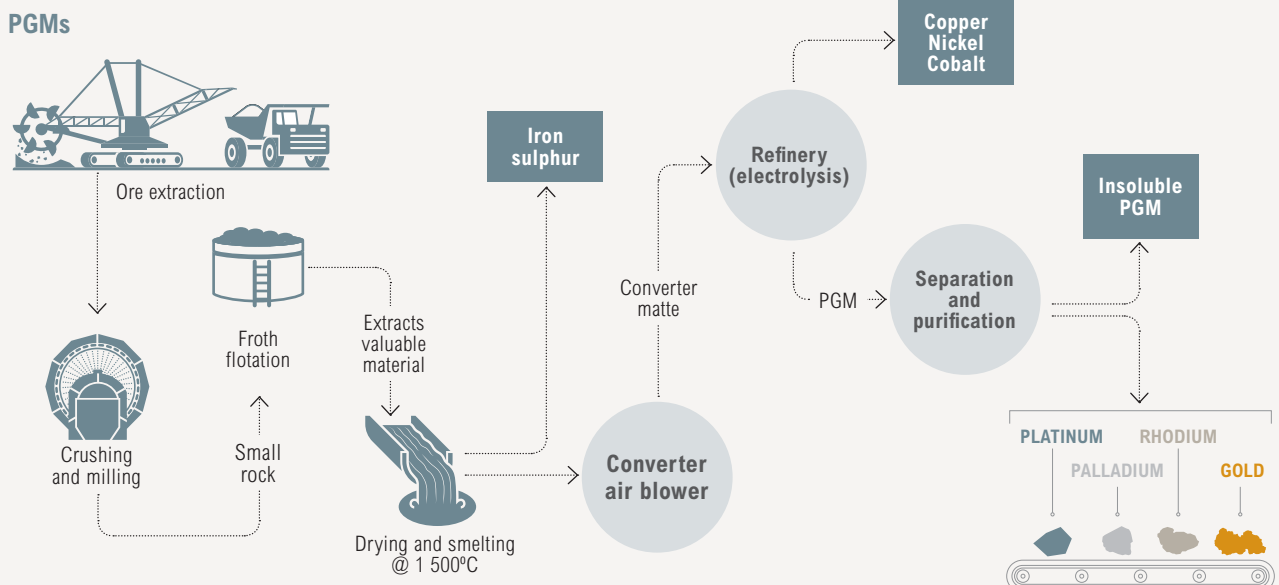 PGMs
Ore extraction
Crushing
and milling
Small
rock
Froth
flotation
Extracts
valuable
material
Drying and smelting
@ 1 500ºC
Iron
sulphur
Converter
air blower
Converter
matte
Refinery
(electrolysis)
Copper
Nickel
Cobalt
PGM
Separation
and
purification
Insoluble
PGM
PLATINUM RHODIUM
PALLADIUM GOLD